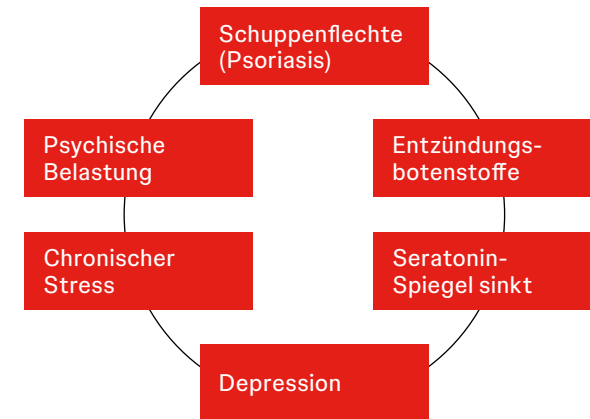 Schuppenflechte
(Psoriasis)
Psychische
Belastung
Entzündungs-
botenstoffe
Chronischer
Stress
Seratonin-
Spiegel sinkt
Depression